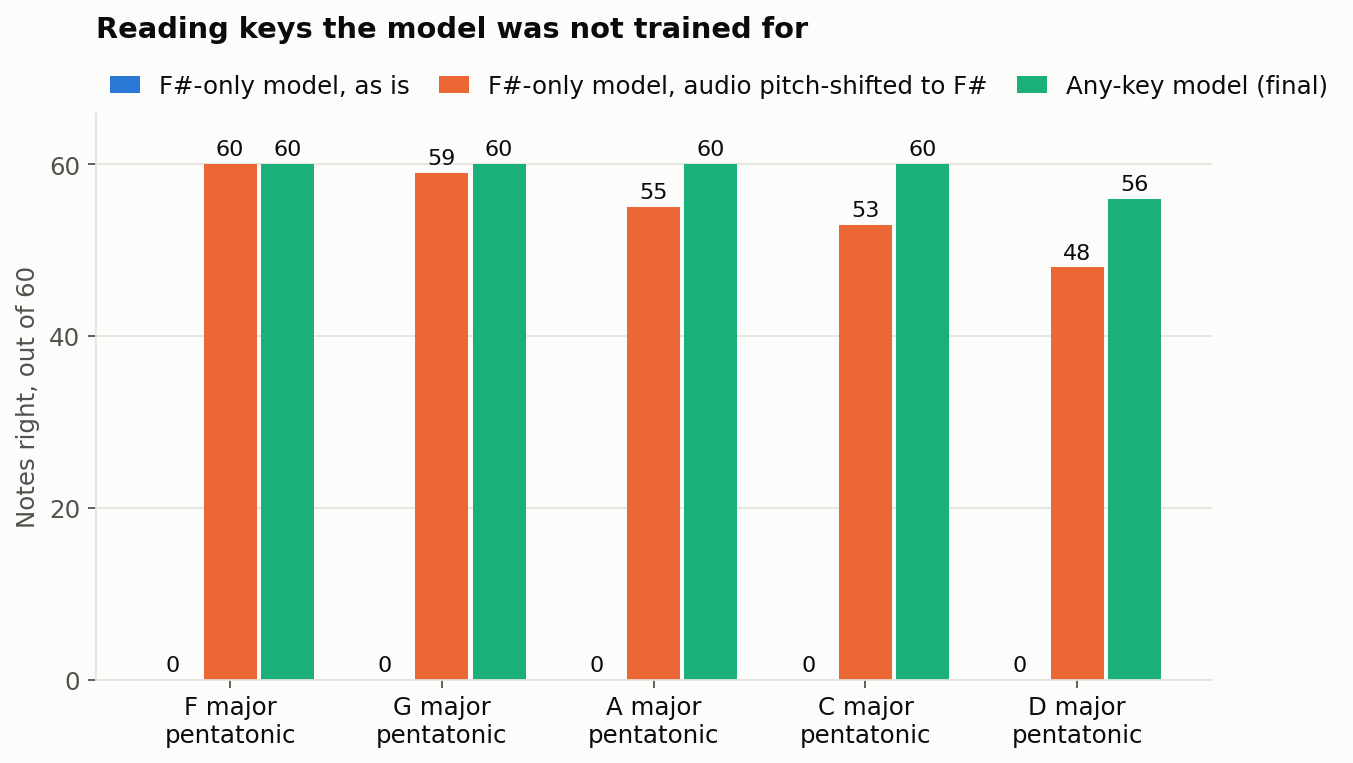 Reading keys the model was not trained for
F#-only model, as is
F#-only model, audio pitch-shifted to F#
Any-key model (final)
Notes right, out of 60
60
40
20
0
0
60
60
0
59
60
0
55
60
0
53
60
0
48
56
F major
pentatonic
G major
pentatonic
A major
pentatonic
C major
pentatonic
D major
pentatonic